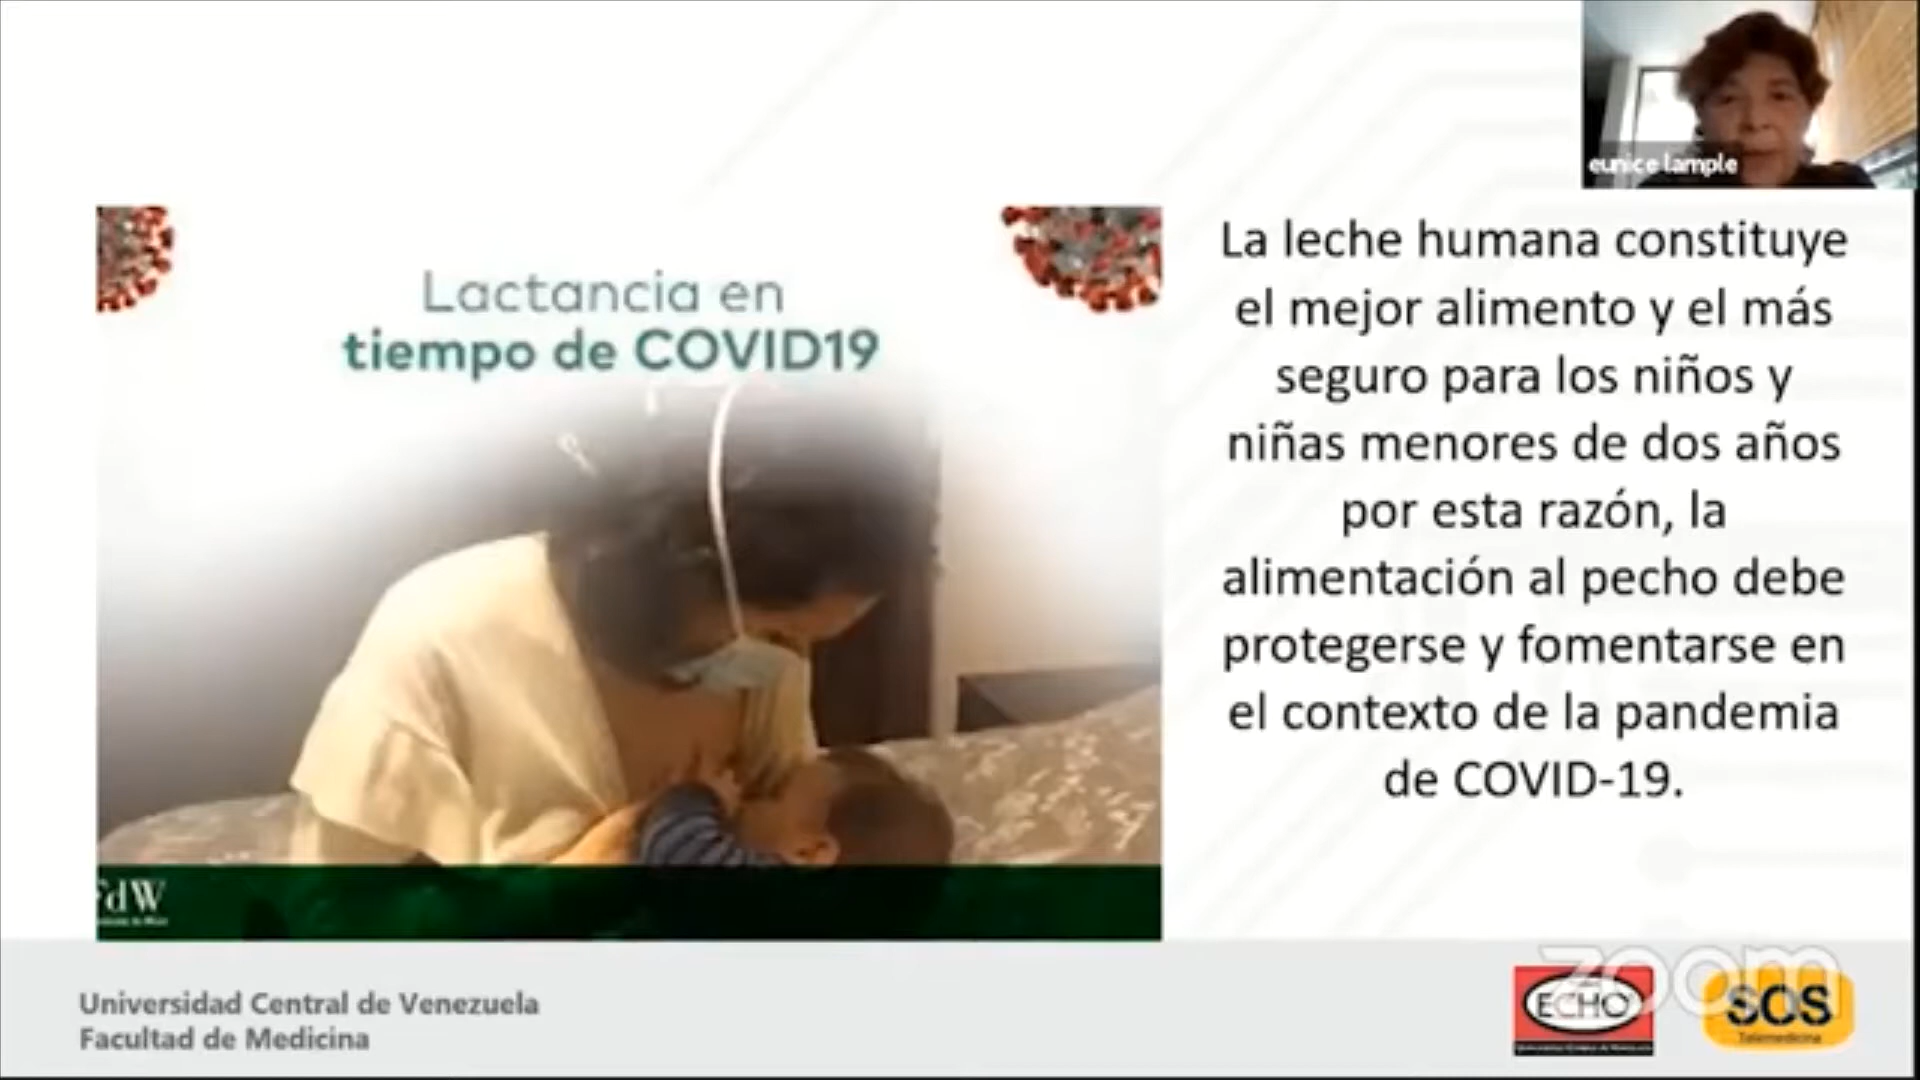 eunice lample
Lactancia en
tiempo de COVID19
La leche humana constituye
el mejor alimento y el más
seguro para los niños y
niñas menores de dos años
por esta razón, la
alimentación al pecho debe
protegerse y fomentarse en
el contexto de la pandemia
de COVID-19.
FdW
Universidad Central de Venezuela
Facultad de Medicina
ECHO
zoom
SOS
Telemedicina